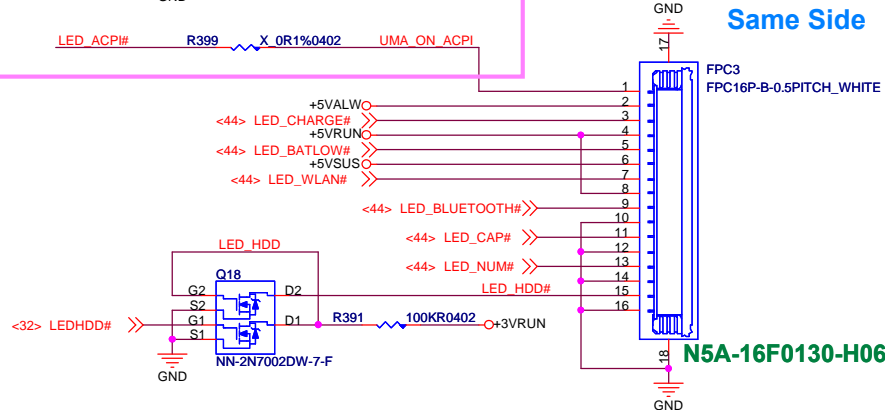 GND
GND
Same Side
LED_ACPI#
R399
X_0R1%0402
UMA_ON_ACPI
17
FPC3
FPC16P-B-0.5PITCH_WHITE
1
+5VALW
2
<44> LED_CHARGE#
3
+5VRUN
4
<44> LED_BATLOW#
5
+5VSUS
6
<44> LED_WLAN#
7
8
<44> LED_BLUETOOTH#
9
10
<44> LED_CAP#
11
12
<44> LED_NUM#
13
14
LED_HDD
Q18
G2
D2
LED_HDD#
15
S2
16
<32> LEDHDD#
G1
D1
R391
100KR0402
+3VRUN
S1
NN-2N7002DW-7-F
GND
18
N5A-16F0130-H06
GND